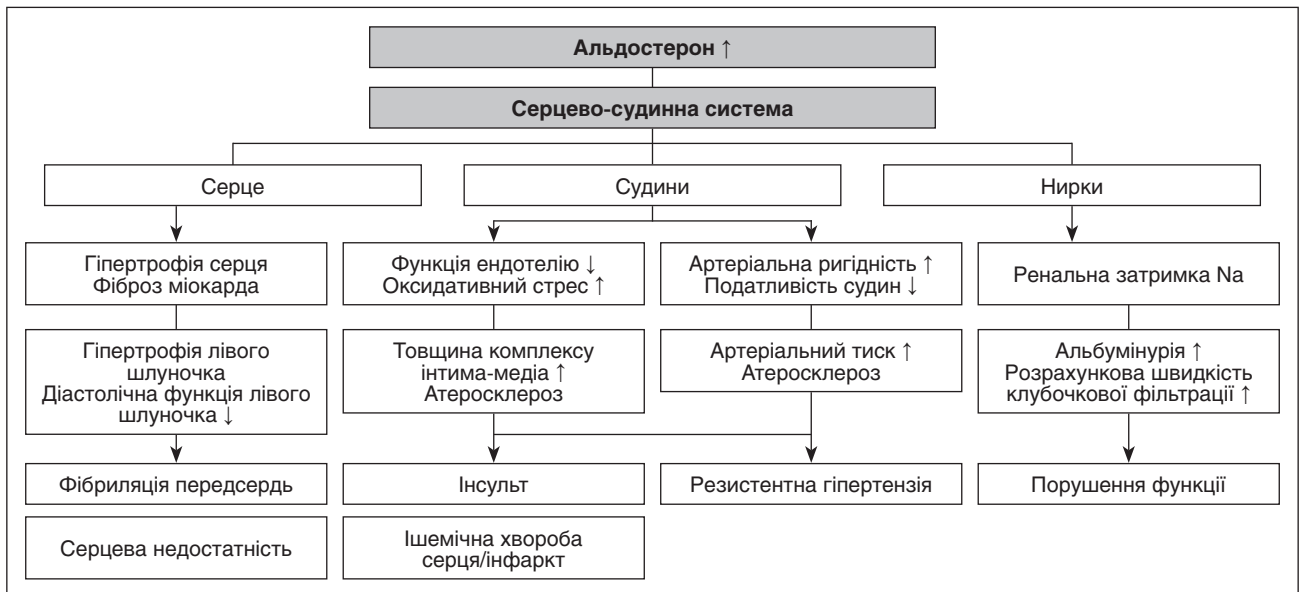 Альдостерон ↑
Серцево-судинна система
Серце
Судини
Нирки
Гіпертрофія серця
Фіброз міокарда
Функція ендотелію ↓
Оксидативний стрес ↑
Артеріальна ригідність ↑
Податливість судин ↓
Ренальна затримка Na
Гіпертрофія лівого
шлуночка
Діастолічна функція лівого
шлуночка ↓
Товщина комплексу
інтима-медіа ↑
Атеросклероз
Артеріальний тиск ↑
Атеросклероз
Альбумінурія ↑
Розрахункова швидкість
клубочкової фільтрації ↑
Фібриляція передсердь
Інсульт
Резистентна гіпертензія
Порушення функції
Серцева недостатність
Ішемічна хвороба
серця/інфаркт